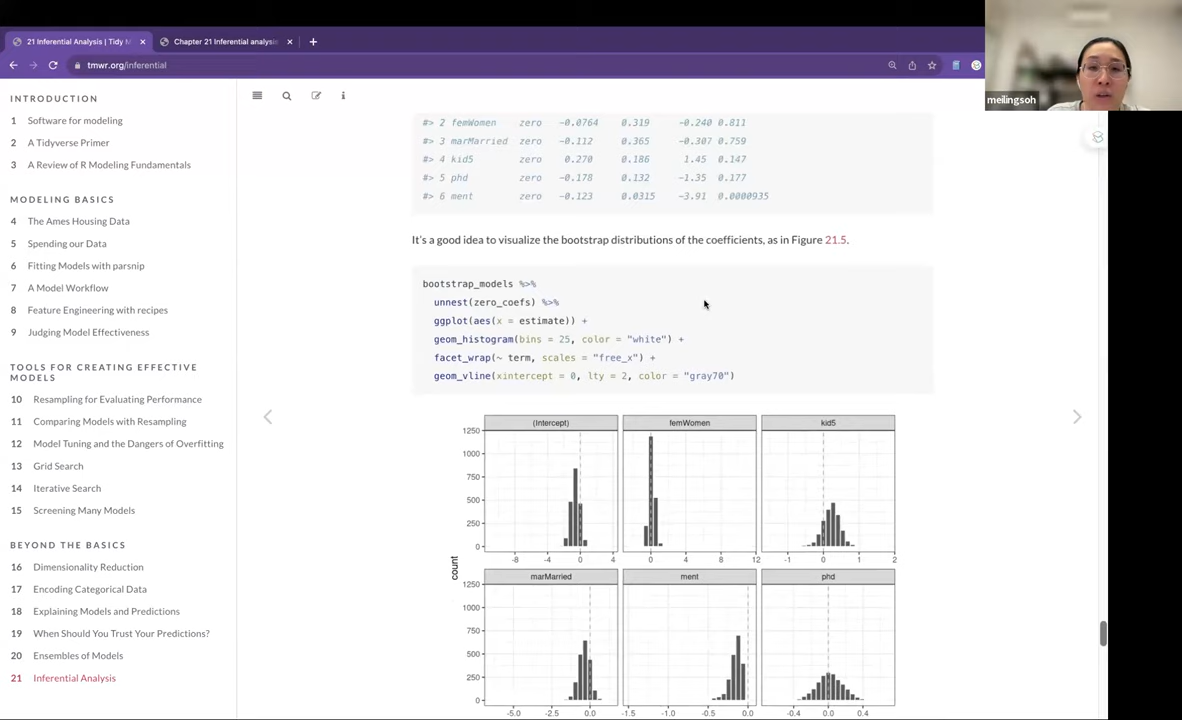 21 Inferential Analysis | Tidy M
Chapter 21 Inferential analysis
tmwr.org/inferential
meilingsoh
INTRODUCTION
1 Software for modeling
2 A Tidyverse Primer
3 A Review of R Modeling Fundamentals
MODELING BASICS
4 The Ames Housing Data
5 Spending our Data
6 Fitting Models with parsnip
7 A Model Workflow
8 Feature Engineering with recipes
9 Judging Model Effectiveness
TOOLS FOR CREATING EFFECTIVE
MODELS
10 Resampling for Evaluating Performance
11 Comparing Models with Resampling
12 Model Tuning and the Dangers of Overfitting
13 Grid Search
14 Iterative Search
15 Screening Many Models
BEYOND THE BASICS
16 Dimensionality Reduction
17 Encoding Categorical Data
18 Explaining Models and Predictions
19 When Should You Trust Your Predictions?
20 Ensembles of Models
21 Inferential Analysis
#> 2 femWomen zero -0.0764 0.319 -0.240 0.811
#> 3 marMarried zero -0.112 0.365 -0.307 0.759
#> 4 kid5 zero 0.270 0.186 1.45 0.147
#> 5 phd zero -0.178 0.132 -1.35 0.177
#> 6 ment zero -0.123 0.0315 -3.91 0.0000935
It's a good idea to visualize the bootstrap distributions of the coefficients, as in Figure 21.5.
bootstrap_models %>%
unnest(zero_coefs) %>%
ggplot(aes(x = estimate)) +
geom_histogram(bins = 25, color = "white") +
facet_wrap(~ term, scales = "free_x") +
geom_vline(xintercept = 0, lty = 2, color = "gray70")
(Intercept) femWomen kid5
1250
1000
750
500
250
0
-8 -4 0 4 0 4 8 12 -1 0 1 2
count
marMarried ment phd
1250
1000
750
500
250
0
-5.0 -2.5 0.0 -1.5 -1.0 -0.5 0.0 -0.4 0.0 0.4